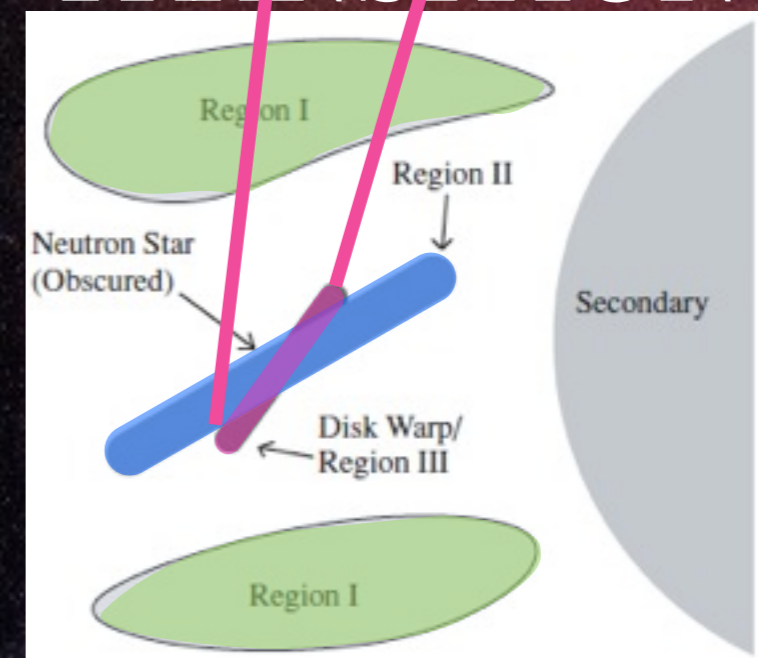 Region I
Region II
Neutron Star
(Obscured)
Secondary
Disk Warp/
Region III
Region I